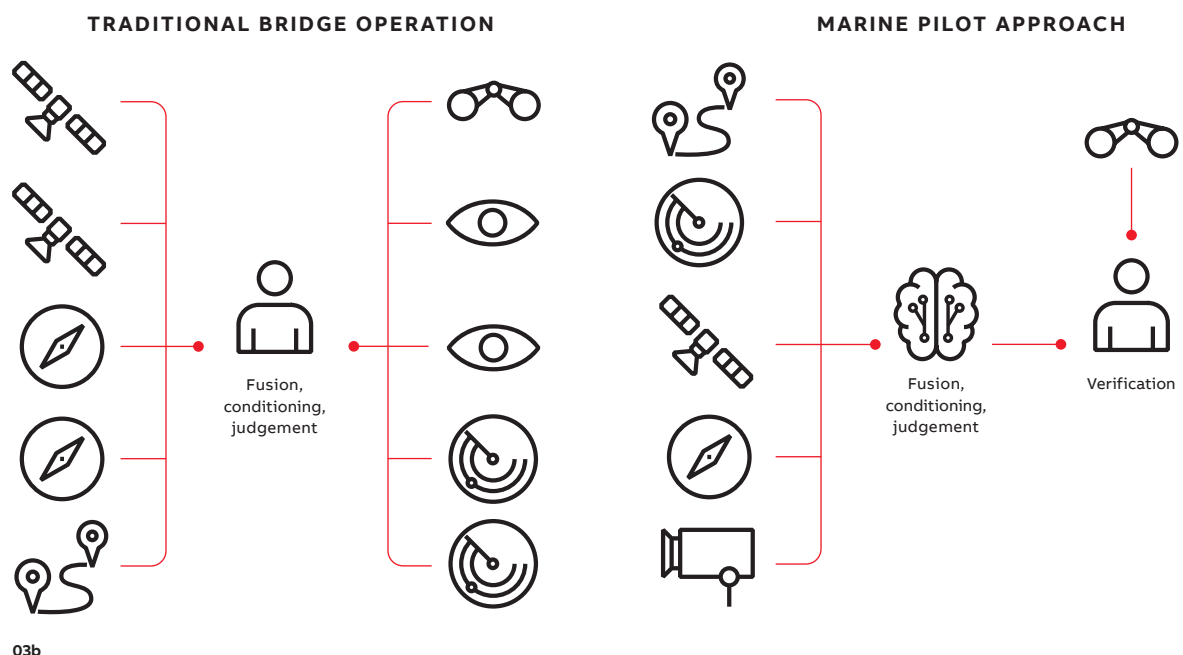 TRADITIONAL BRIDGE OPERATION
MARINE PILOT APPROACH
Fusion,
conditioning,
judgement
Fusion,
conditioning,
judgement
Verification
03b